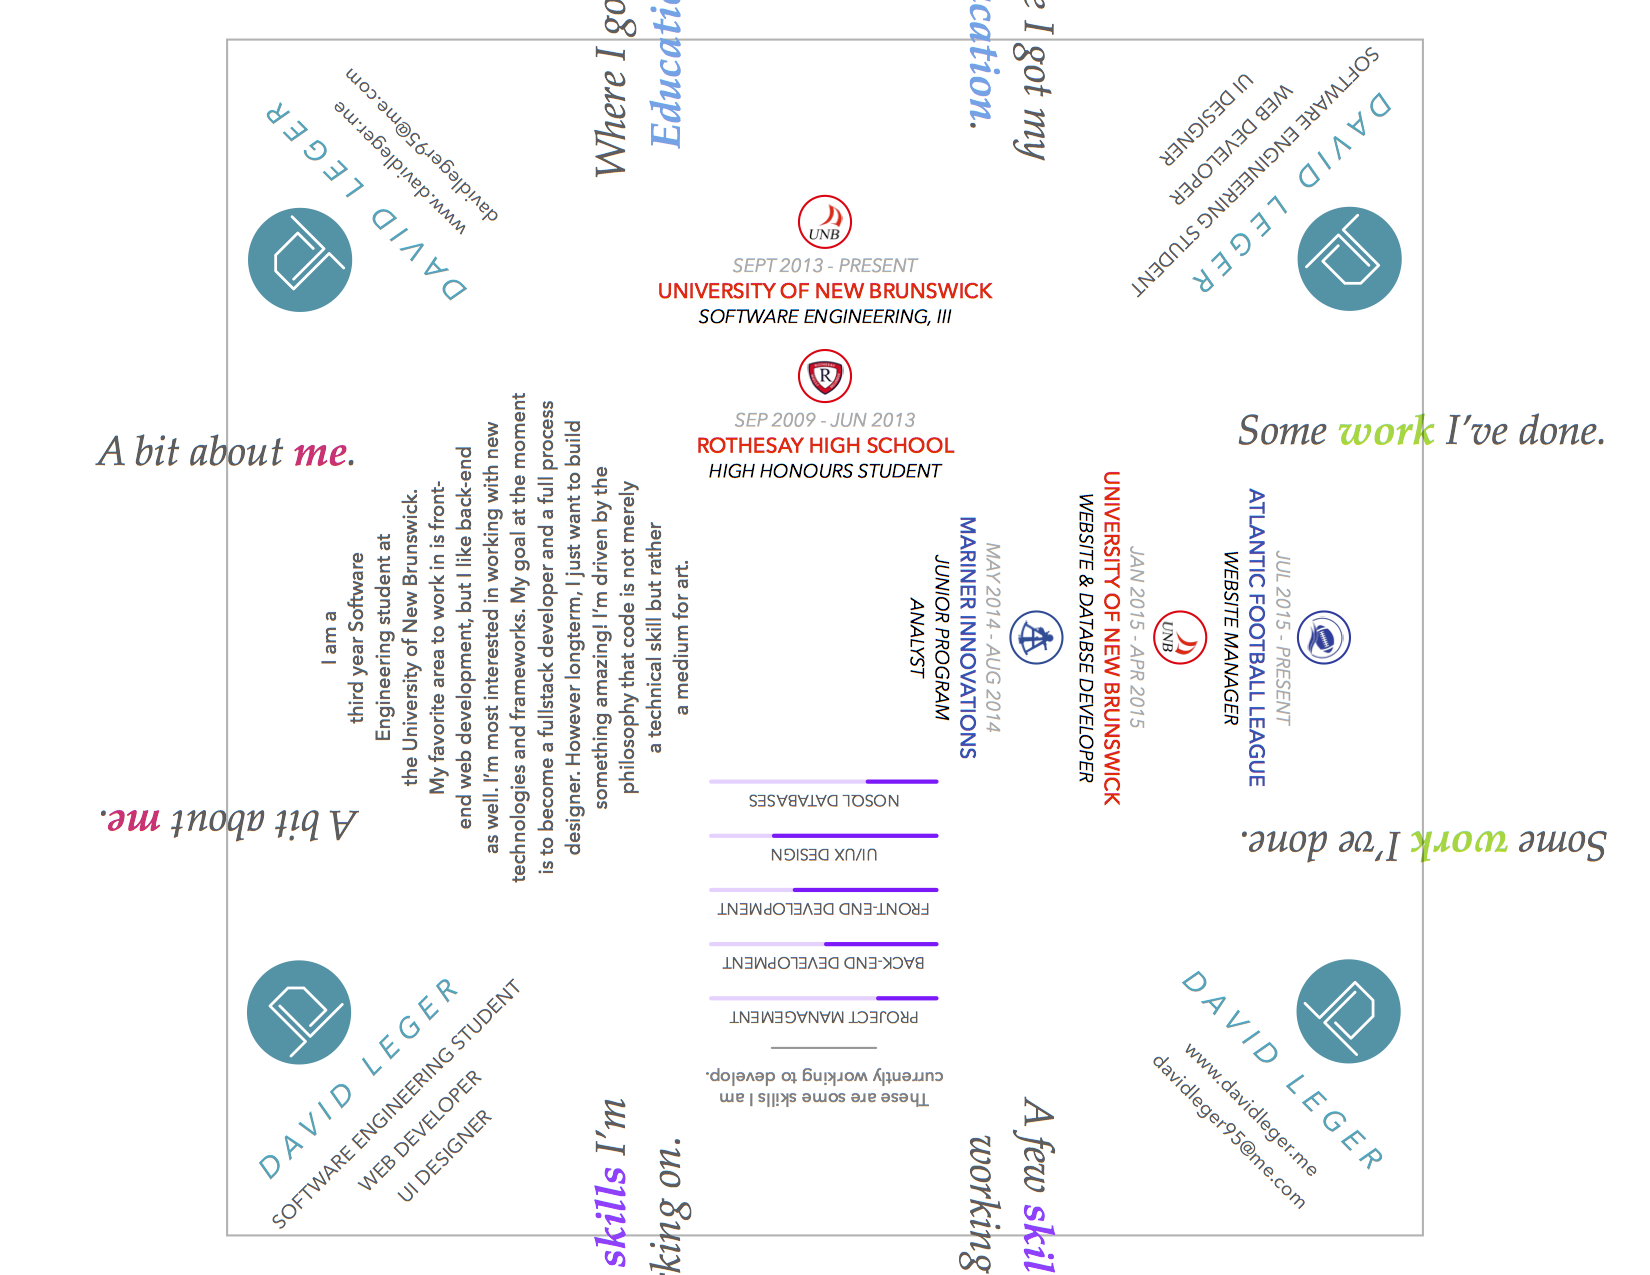 Where I go
Educati
cation.
e I got my
DAVID LEGER
www.davidleger.me
davidleger95@me.com
DAVID LEGER
SOFTWARE ENGINEERING STUDENT
WEB DEVELOPER
UI DESIGNER
UNB
SEPT 2013 - PRESENT
UNIVERSITY OF NEW BRUNSWICK
SOFTWARE ENGINEERING, III
R
SEP 2009 - JUN 2013
ROTHESAY HIGH SCHOOL
HIGH HONOURS STUDENT
A bit about me.
I am a
third year Software
Engineering student at
the University of New Brunswick.
My favorite area to work in is front-
end web development, but I like back-end
as well. I'm most interested in working with new
technologies and frameworks. My goal at the moment
is to become a fullstack developer and a full process
designer. However longterm, I just want to build
something amazing! I'm driven by the
philosophy that code is not merely
a technical skill but rather
a medium for art.
A bit about me.
Some work I've done.
JUL 2015 - PRESENT
ATLANTIC FOOTBALL LEAGUE
WEBSITE MANAGER
UNB
JAN 2015 - APR 2015
UNIVERSITY OF NEW BRUNSWICK
WEBSITE & DATABSE DEVELOPER
MAY 2014 - AUG 2014
MARINER INNOVATIONS
JUNIOR PROGRAM
ANALYST
Some work I've done.
These are some skills I am
currently working to develop.
PROJECT MANAGEMENT
BACK-END DEVELOPMENT
FRONT-END DEVELOPMENT
UI/UX DESIGN
NOSQL DATABASES
DAVID LEGER
SOFTWARE ENGINEERING STUDENT
WEB DEVELOPER
UI DESIGNER
DAVID LEGER
www.davidleger.me
davidleger95@me.com
skills I'm
king on.
A few skil
working